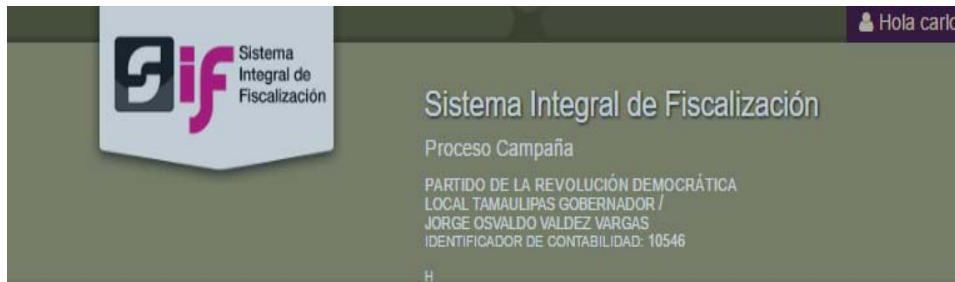 Hola carlo
Sif
Sistema
Integral de
Fiscalización
Sistema Integral de Fiscalización
Proceso Campaña
PARTIDO DE LA REVOLUCIÓN DEMOCRÁTICA
LOCAL TAMAULIPAS GOBERNADOR /
JORGE OSVALDO VALDEZ VARGAS
IDENTIFICADOR DE CONTABILIDAD: 10546
H